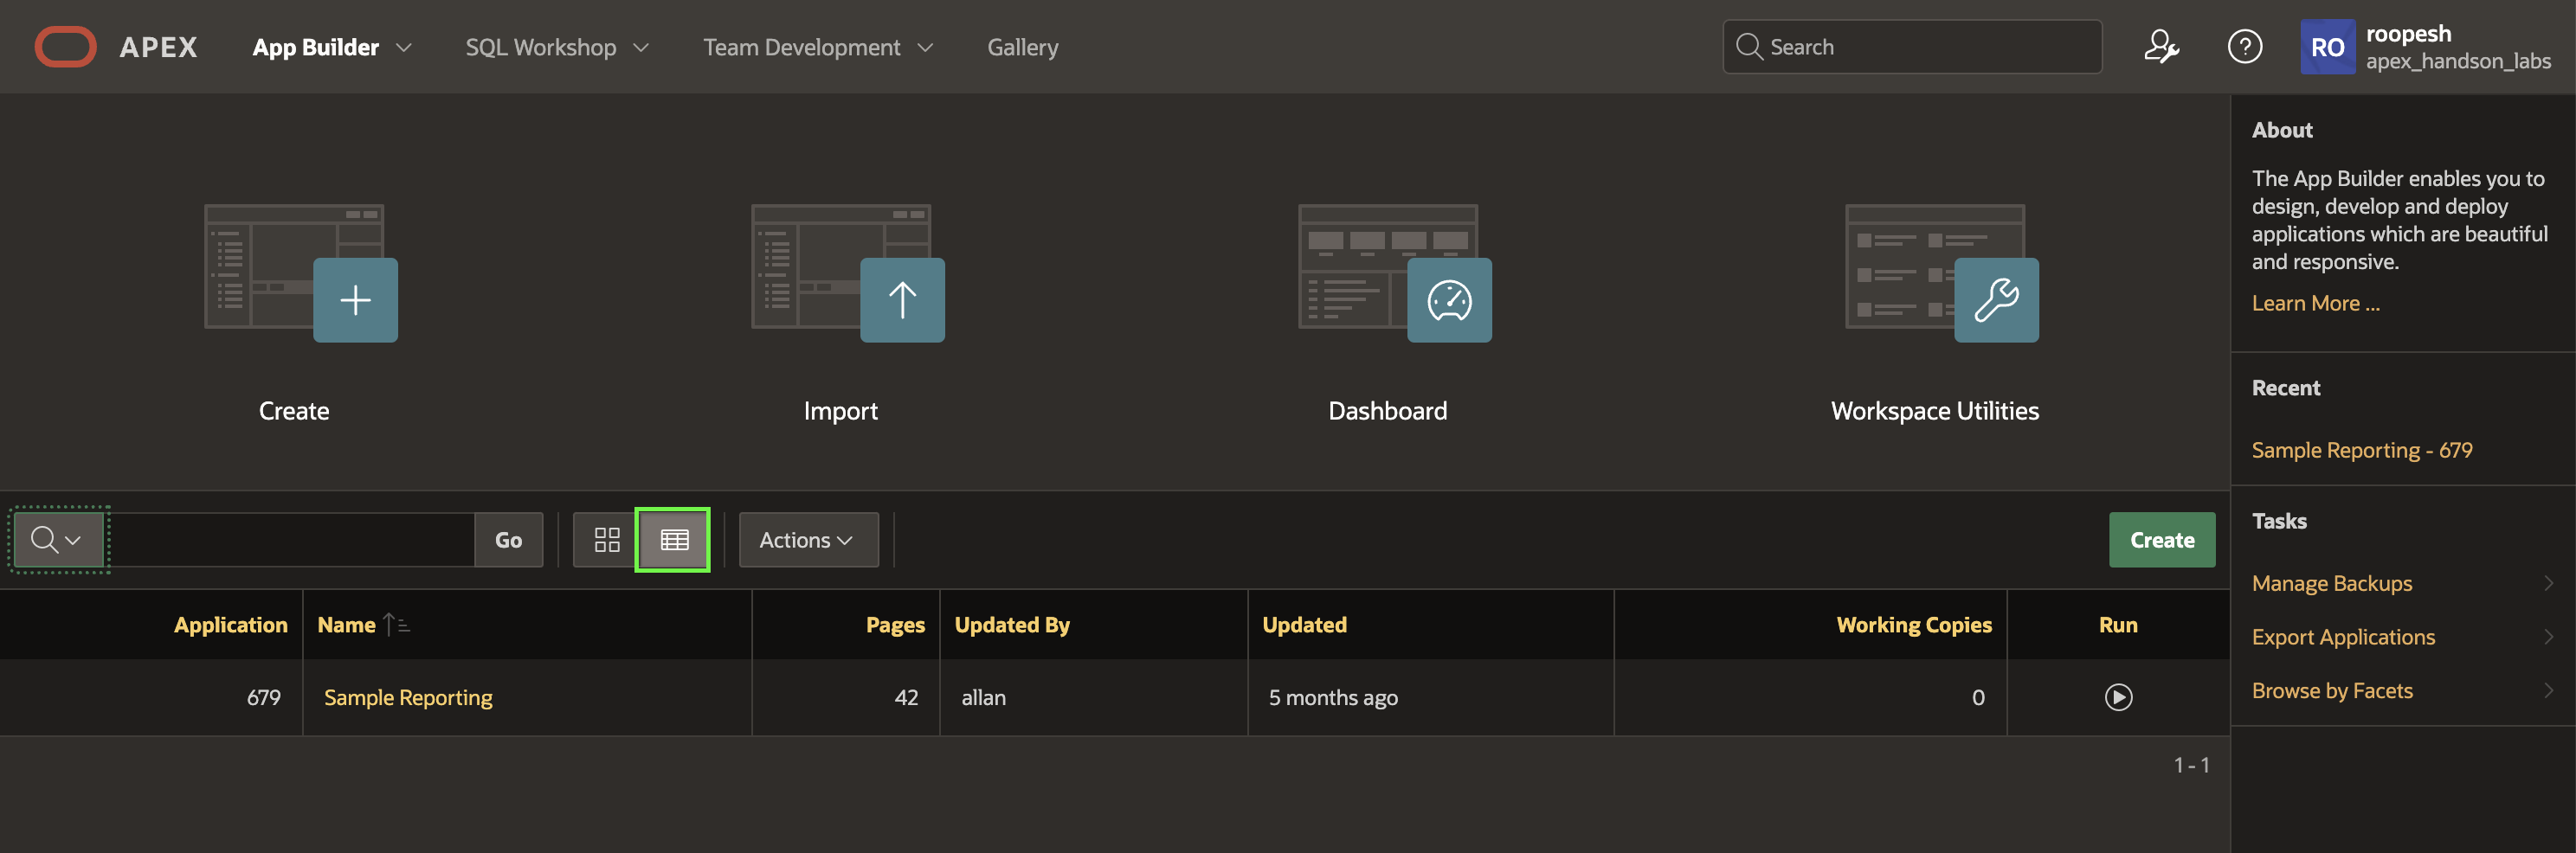 APEX App Builder SQL Workshop Team Development Gallery Search RO roopesh
apex_handson_labs
Create Import Dashboard Workspace Utilities
About
The App Builder enables you to
design, develop and deploy
applications which are beautiful
and responsive.
Learn More ...
Recent
Sample Reporting - 679
Go Actions Create
Application Name Pages Updated By Updated Working Copies Run
679 Sample Reporting 42 allan 5 months ago 0
1 - 1
Tasks
Manage Backups
Export Applications
Browse by Facets